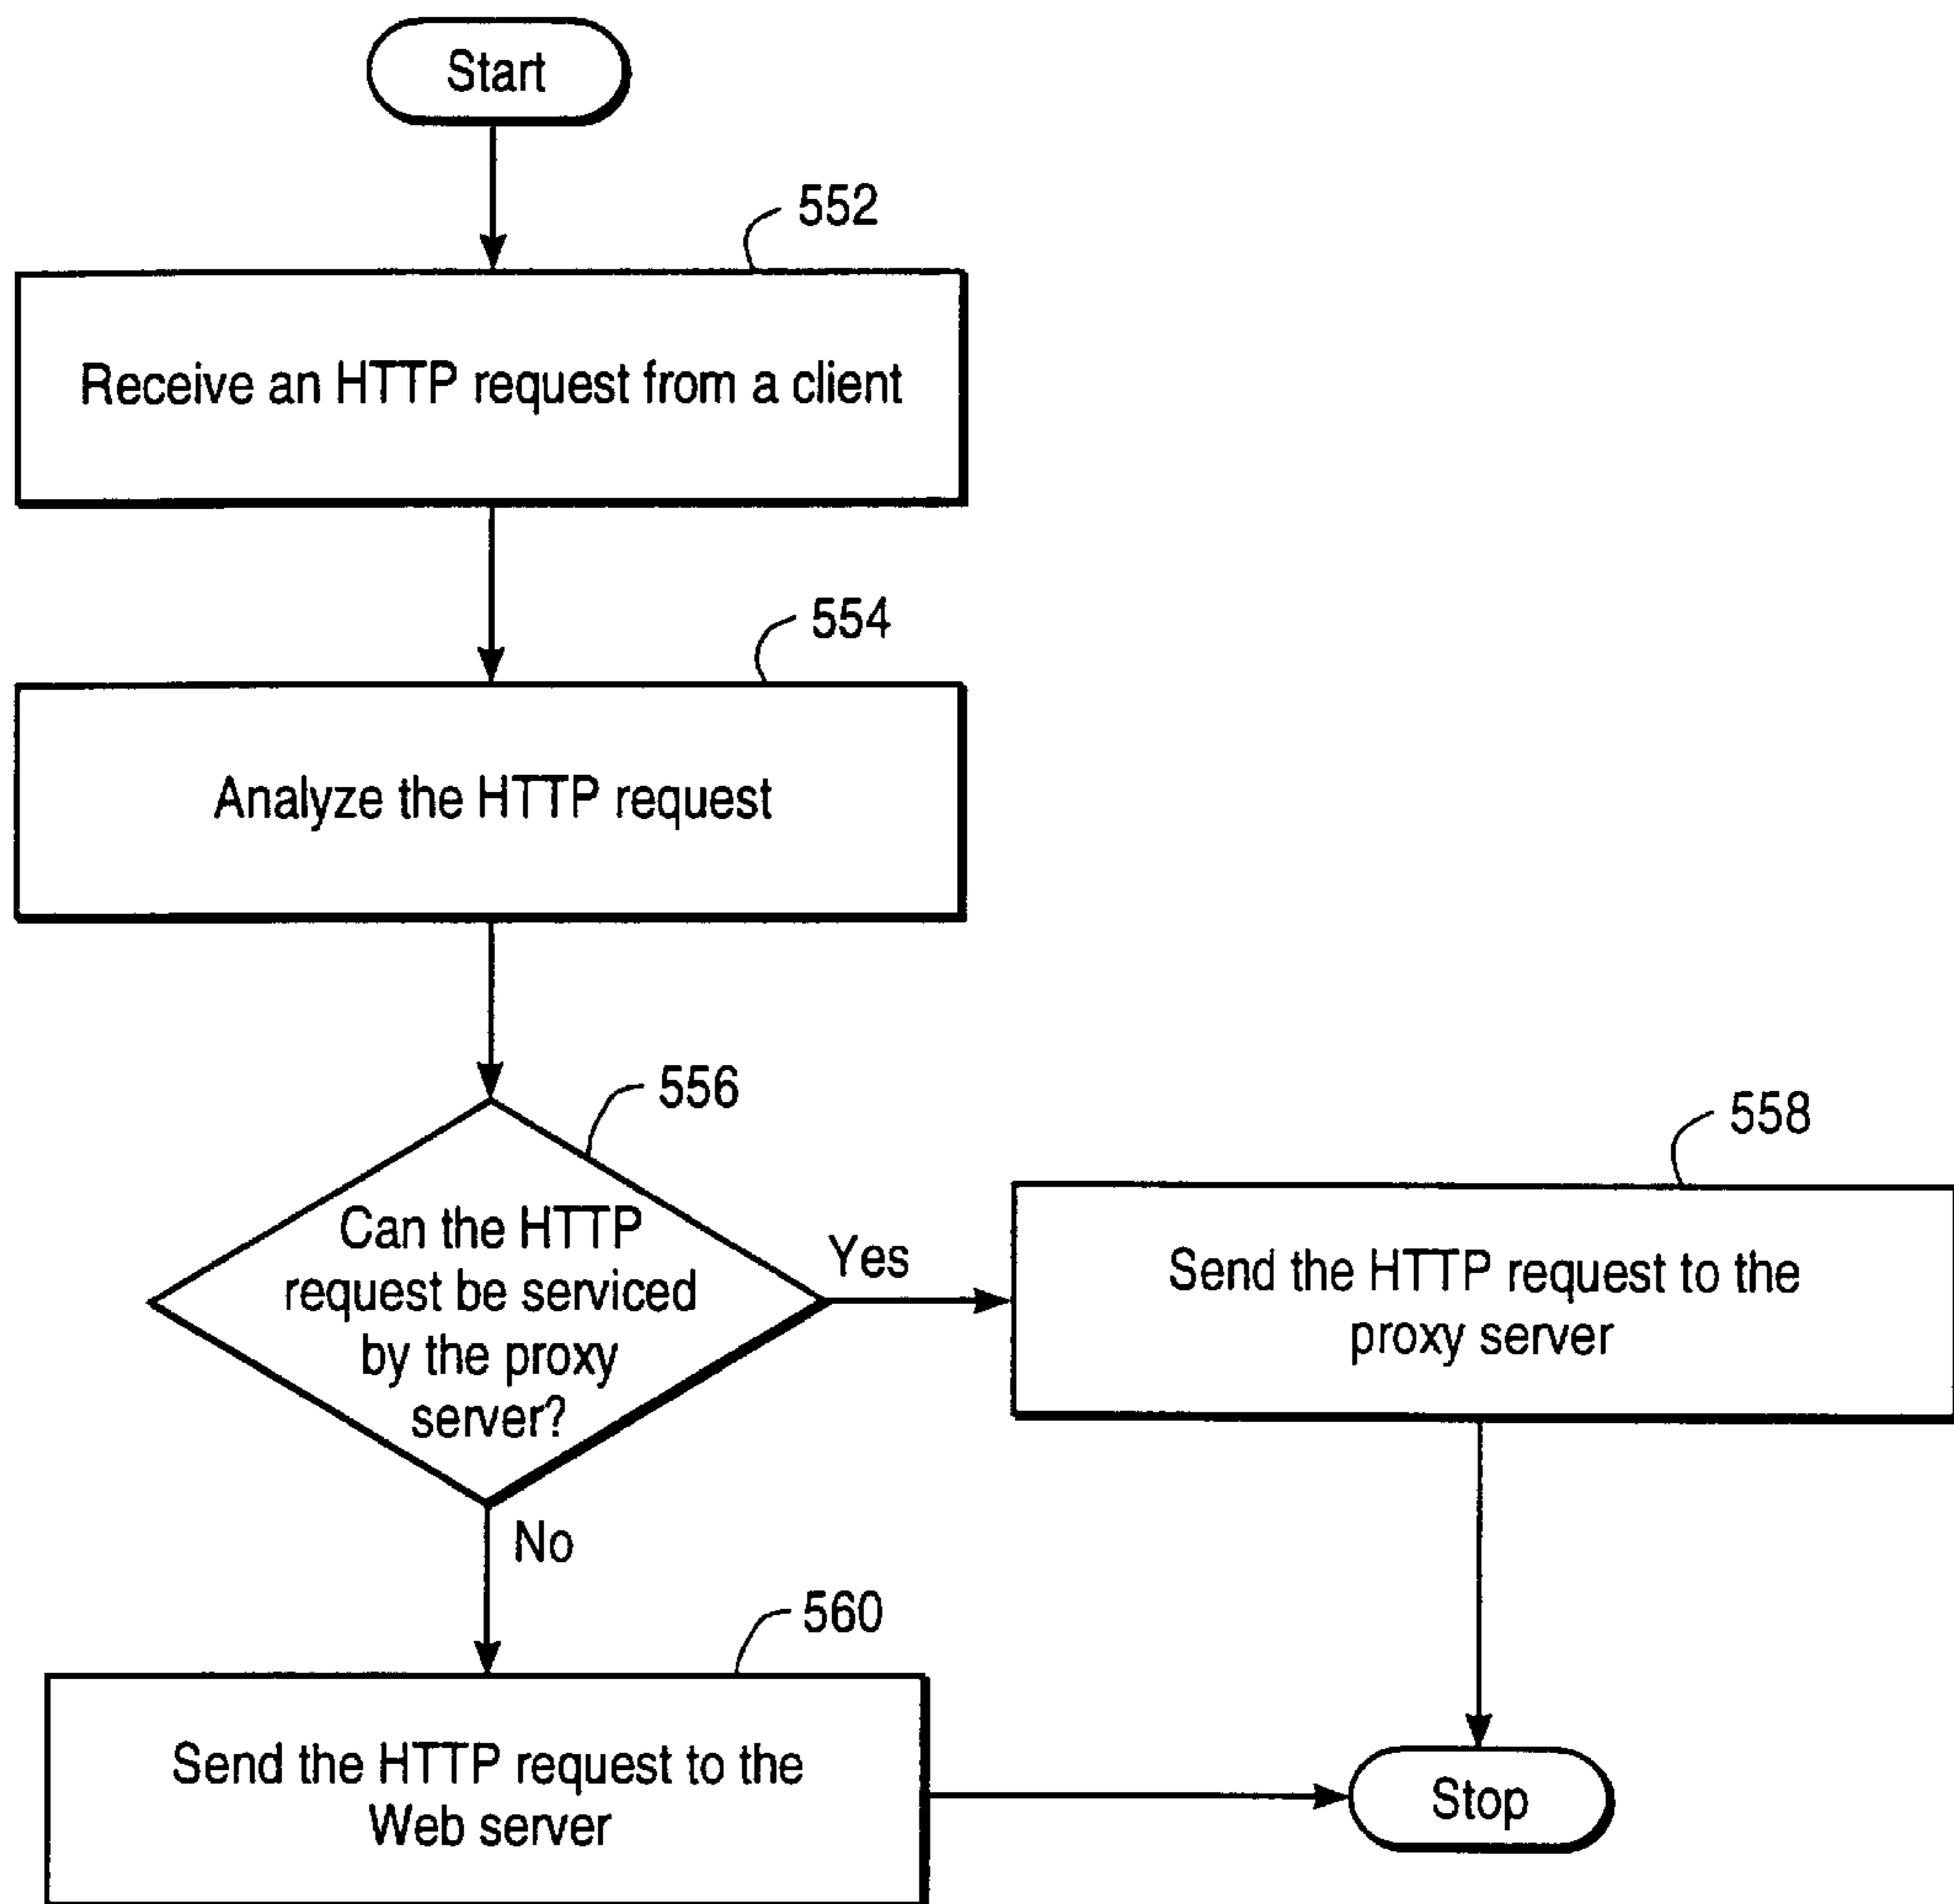 Start
552
Receive an HTTP request from a client
554
Analyze the HTTP request
556
Can the HTTP
request be serviced
by the proxy
server?
Yes
558
Send the HTTP request to the
proxy server
No
560
Send the HTTP request to the
Web server
Stop